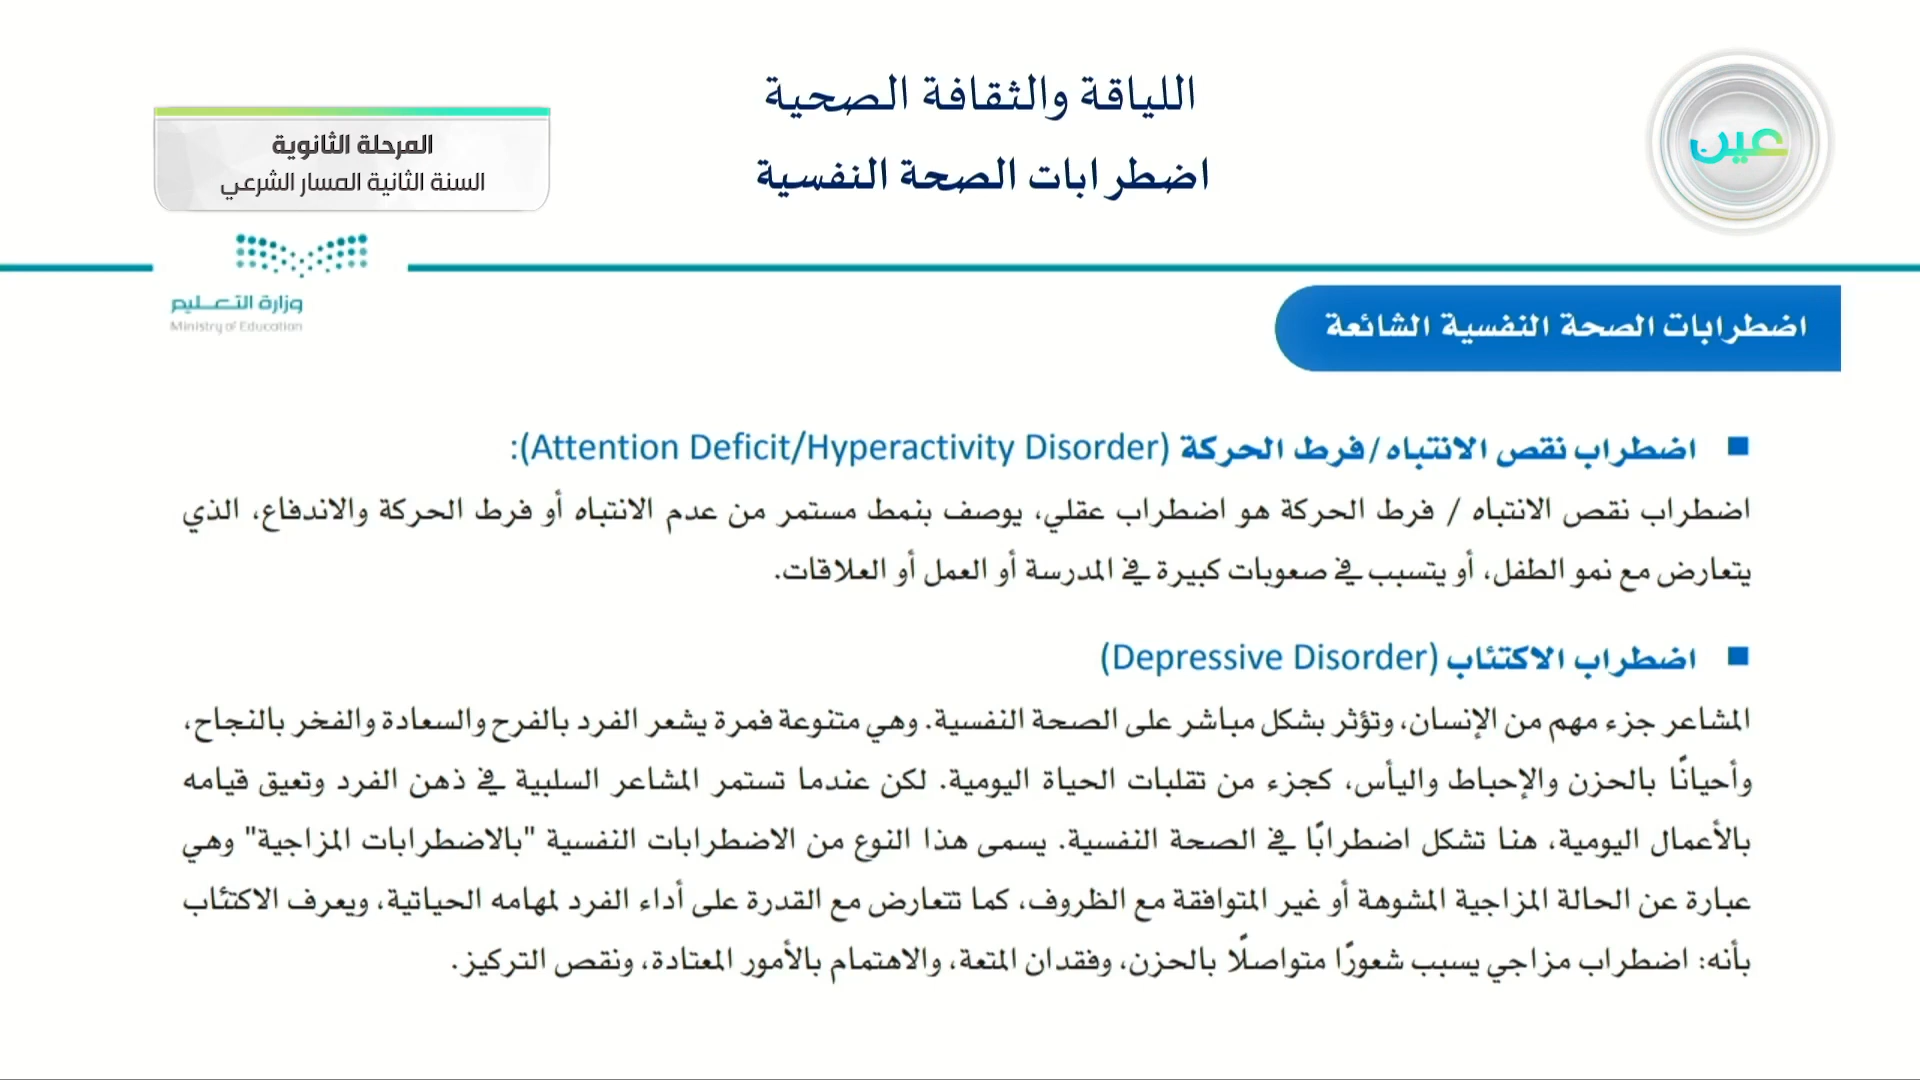 اللياقة والثقافة الصحية
اضطرابات الصحة النفسية
عين
المرحلة الثانوية
السنة الثانية المسار الشرعي
وزارة التعليم
Ministry of Education
اضطرابات الصحة النفسية الشائعة
■ اضطراب نقص الانتباه/فرط الحركة (Attention Deficit/Hyperactivity Disorder):
اضطراب نقص الانتباه / فرط الحركة هو اضطراب عقلي، يوصف بنمط مستمر من عدم الانتباه أو فرط الحركة والاندفاع، الذي
يتعارض مع نمو الطفل، أو يتسبب في صعوبات كبيرة في المدرسة أو العمل أو العلاقات.
■ اضطراب الاكتئاب (Depressive Disorder)
المشاعر جزء مهم من الإنسان، وتؤثر بشكل مباشر على الصحة النفسية. وهي متنوعة فمرة يشعر الفرد بالفرح والسعادة والفخر بالنجاح،
وأحيانًا بالحزن والإحباط واليأس، كجزء من تقلبات الحياة اليومية. لكن عندما تستمر المشاعر السلبية في ذهن الفرد وتعيق قيامه
بالأعمال اليومية، هنا تشكل اضطرابًا في الصحة النفسية. يسمى هذا النوع من الاضطرابات النفسية "بالاضطرابات المزاجية" وهي
عبارة عن الحالة المزاجية المشوهة أو غير المتوافقة مع الظروف، كما تتعارض مع القدرة على أداء الفرد لمهامه الحياتية، ويعرف الاكتئاب
بأنه: اضطراب مزاجي يسبب شعورًا متواصلًا بالحزن، وفقدان المتعة، والاهتمام بالأمور المعتادة، ونقص التركيز.